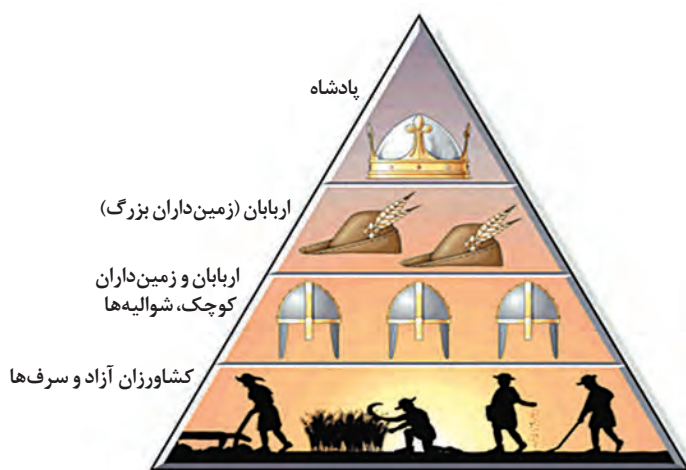 پادشاه
اربابان (زمین‌داران بزرگ)
اربابان و زمین‌داران
کوچک، شوالیه‌ها
کشاورزان آزاد و سرف‌ها